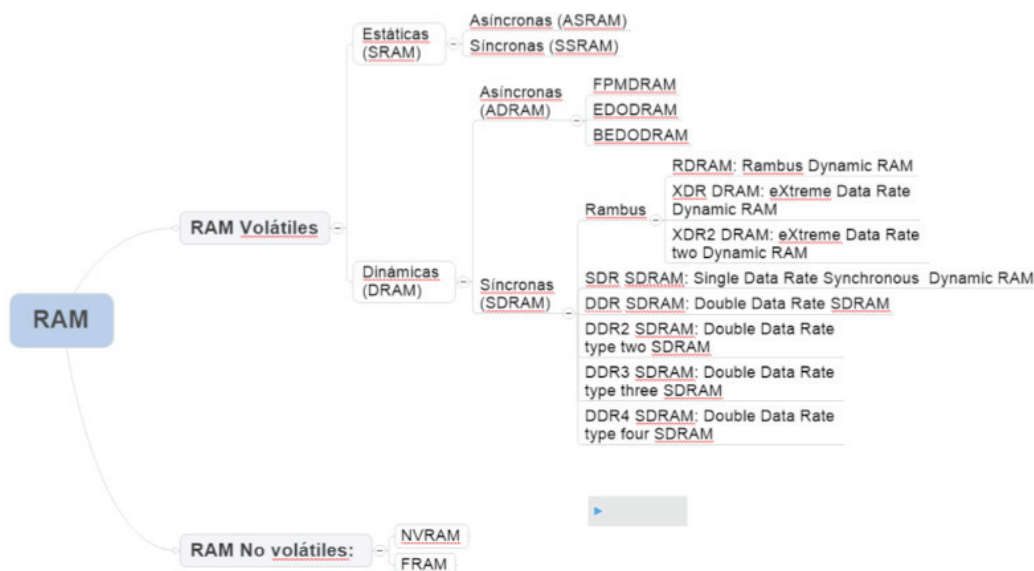 RAM
RAM Volátiles
Estáticas
(SRAM)
Asíncronas (ASRAM)
Síncronas (SSRAM)
Dinámicas
(DRAM)
Asíncronas
(ADRAM)
FPMDRAM
EDODRAM
BEDODRAM
Síncronas
(SDRAM)
Rambus
RDRAM: Rambus Dynamic RAM
XDR DRAM: eXtreme Data Rate
Dynamic RAM
XDR2 DRAM: eXtreme Data Rate
two Dynamic RAM
SDR SDRAM: Single Data Rate Synchronous Dynamic RAM
DDR SDRAM: Double Data Rate SDRAM
DDR2 SDRAM: Double Data Rate
type two SDRAM
DDR3 SDRAM: Double Data Rate
type three SDRAM
DDR4 SDRAM: Double Data Rate
type four SDRAM
RAM No volátiles:
NVRAM
FRAM